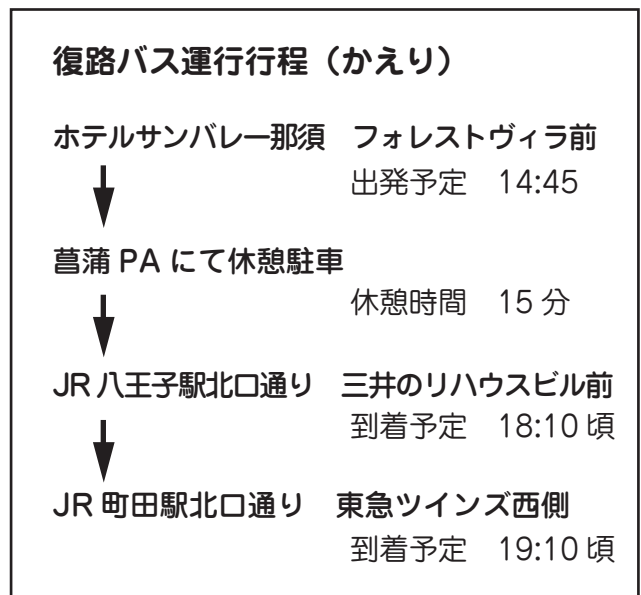 復路バス運行行程（かえり）
ホテルサンバレー那須　フォレストヴィラ前
出発予定　14:45
菖蒲 PA にて休憩駐車
休憩時間　15 分
JR 八王子駅北口通り　三井のリハウスビル前
到着予定　18:10 頃
JR 町田駅北口通り　東急ツインズ西側
到着予定　19:10 頃